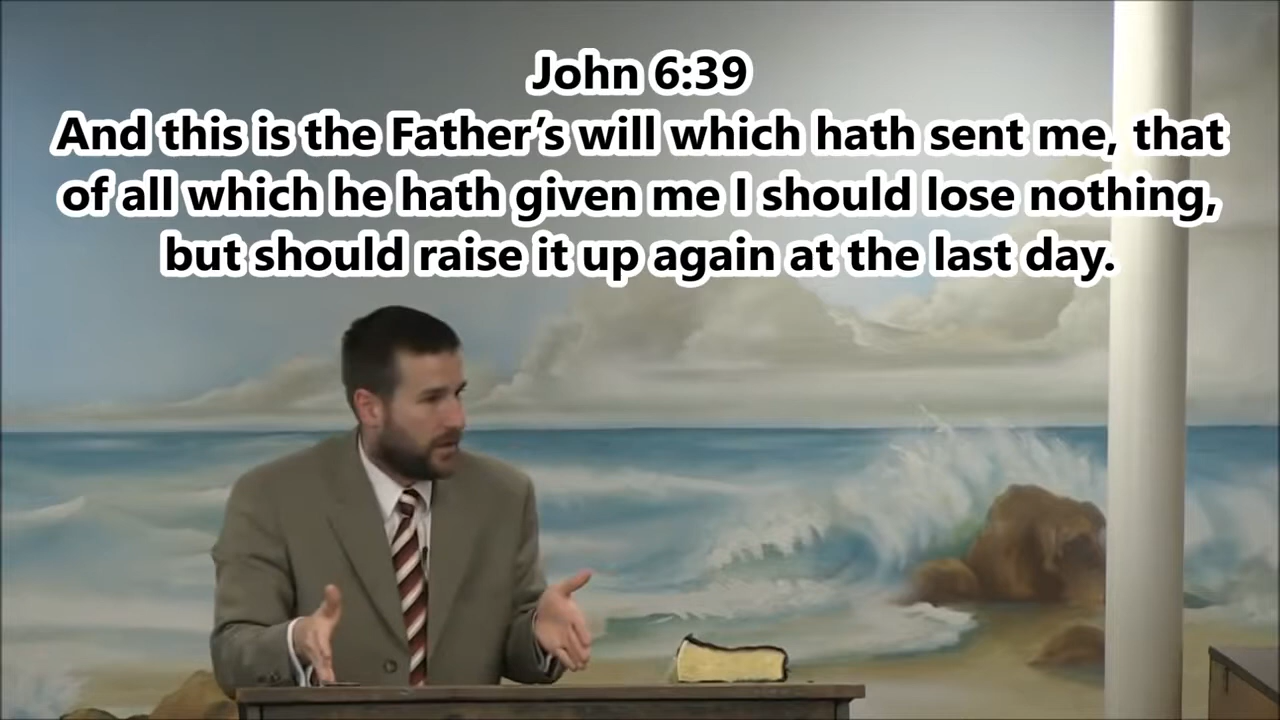 John 6:39
And this is the Father’s will which hath sent me, that
of all which he hath given me I should lose nothing,
but should raise it up again at the last day.